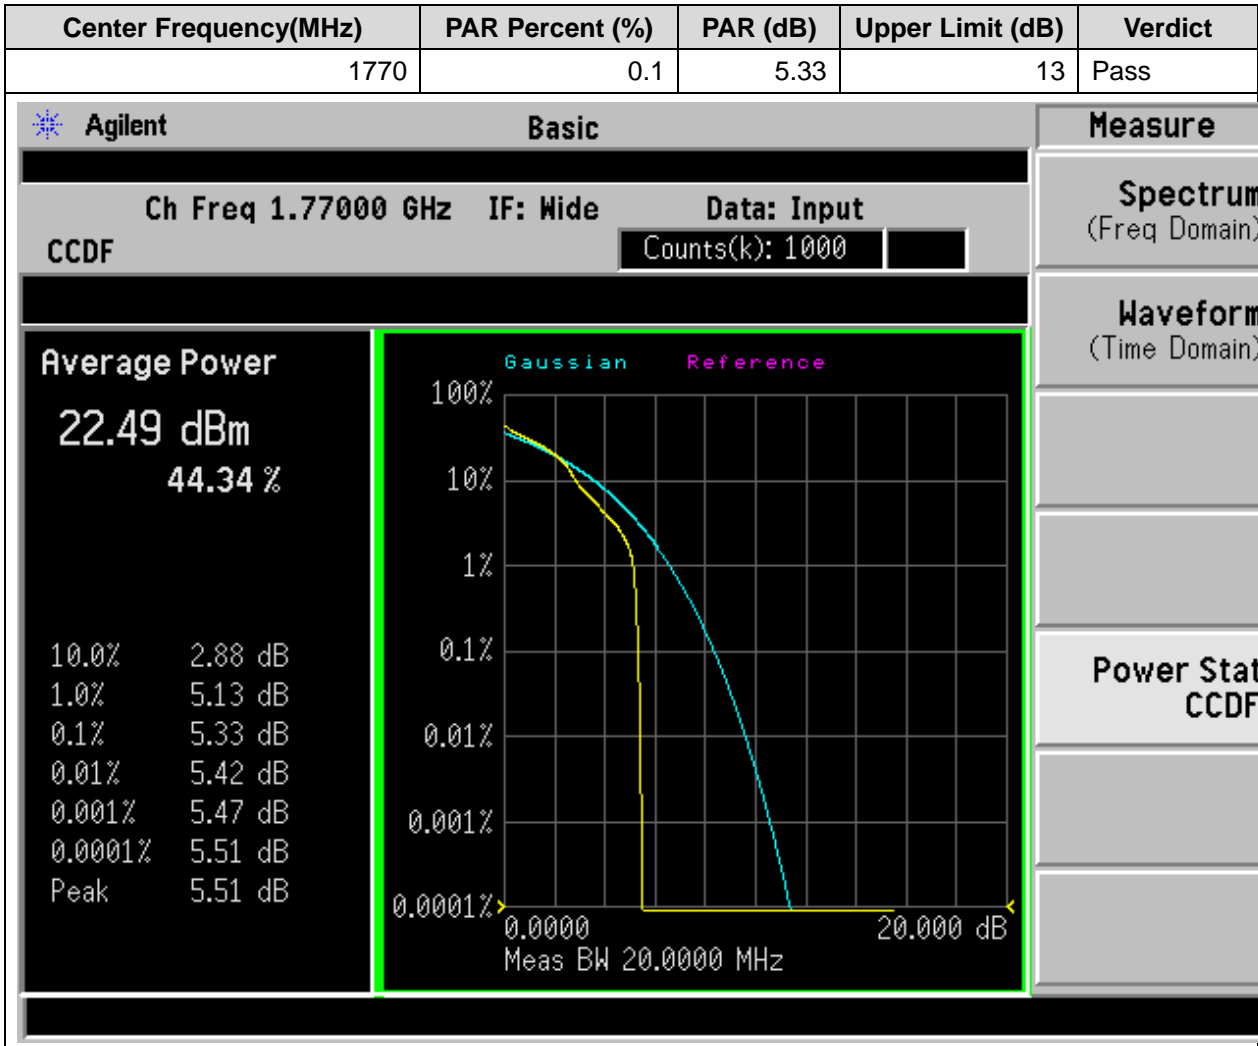 Center Frequency(MHz) PAR Percent (%) PAR (dB) Upper Limit (dB) Verdict
1770 0.1 5.33 13 Pass
Agilent Basic Measure
Ch Freq 1.77000 GHz IF: Wide Data: Input
CCDF Counts(k): 1000
Average Power
22.49 dBm
44.34 %
10.0% 2.88 dB
1.0% 5.13 dB
0.1% 5.33 dB
0.01% 5.42 dB
0.001% 5.47 dB
0.0001% 5.51 dB
Peak 5.51 dB
Gaussian Reference
100%
10%
1%
0.1%
0.01%
0.001%
0.0001%
0.0000 20.000 dB
Meas BW 20.0000 MHz
Spectrum
(Freq Domain)
Waveform
(Time Domain)
Power Stat
CCDF